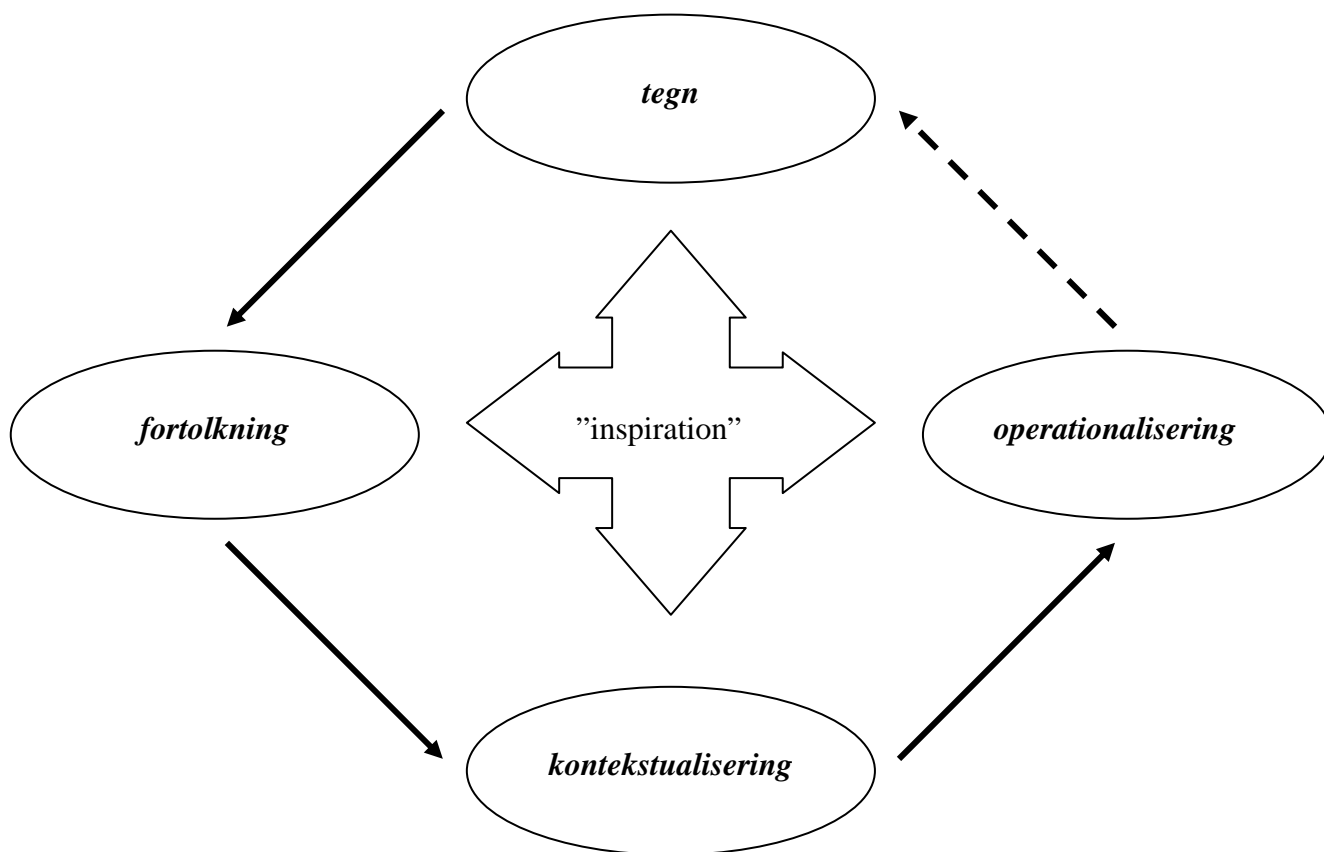 tegn
fortolkning
”inspiration”
operationalisering
kontekstualisering